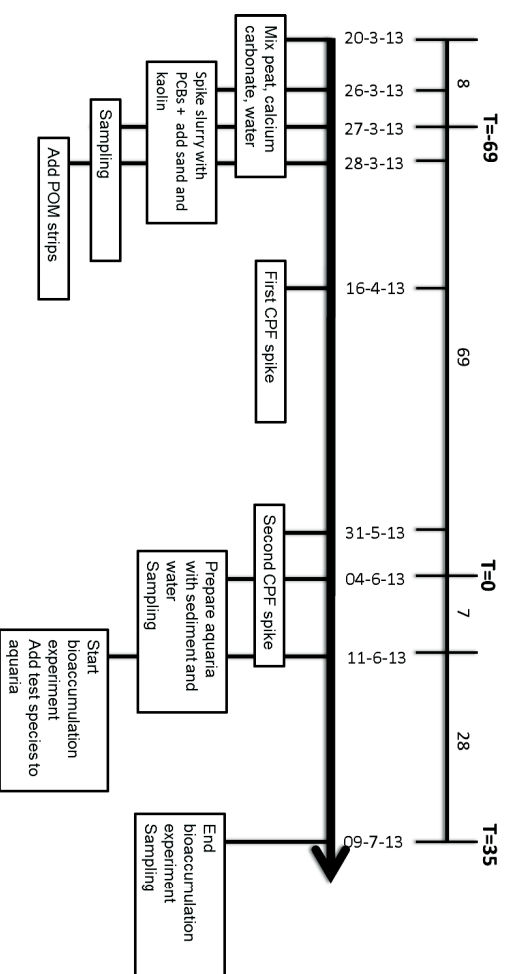 T=-69
T=0
T=35
8
69
7
28
20-3-13
26-3-13
27-3-13
28-3-13
16-4-13
31-5-13
04-6-13
11-6-13
09-7-13
Mix peat, calcium
carbonate, water
Spike slurry with
PCBs + add sand and
kaolin
Sampling
Add POM strips
First CPF spike
Second CPF spike
Prepare aquaria
with sediment and
water
Sampling
Start
bioaccumulation
experiment
Add test species to
aquaria
End
bioaccumulation
experiment
Sampling